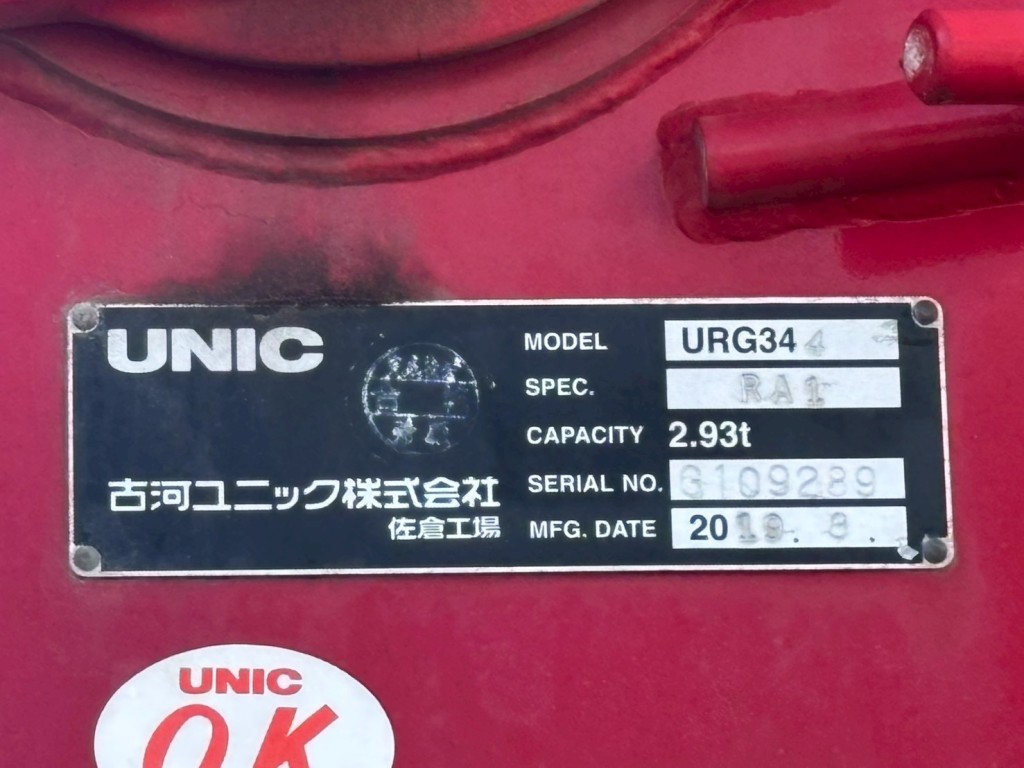 UNIC
MODEL URG344
SPEC. RA1
CAPACITY 2.93t
SERIAL NO. G109289
MFG. DATE 2019. 8.
古河ユニック株式会社
佐倉工場
UNIC
OK